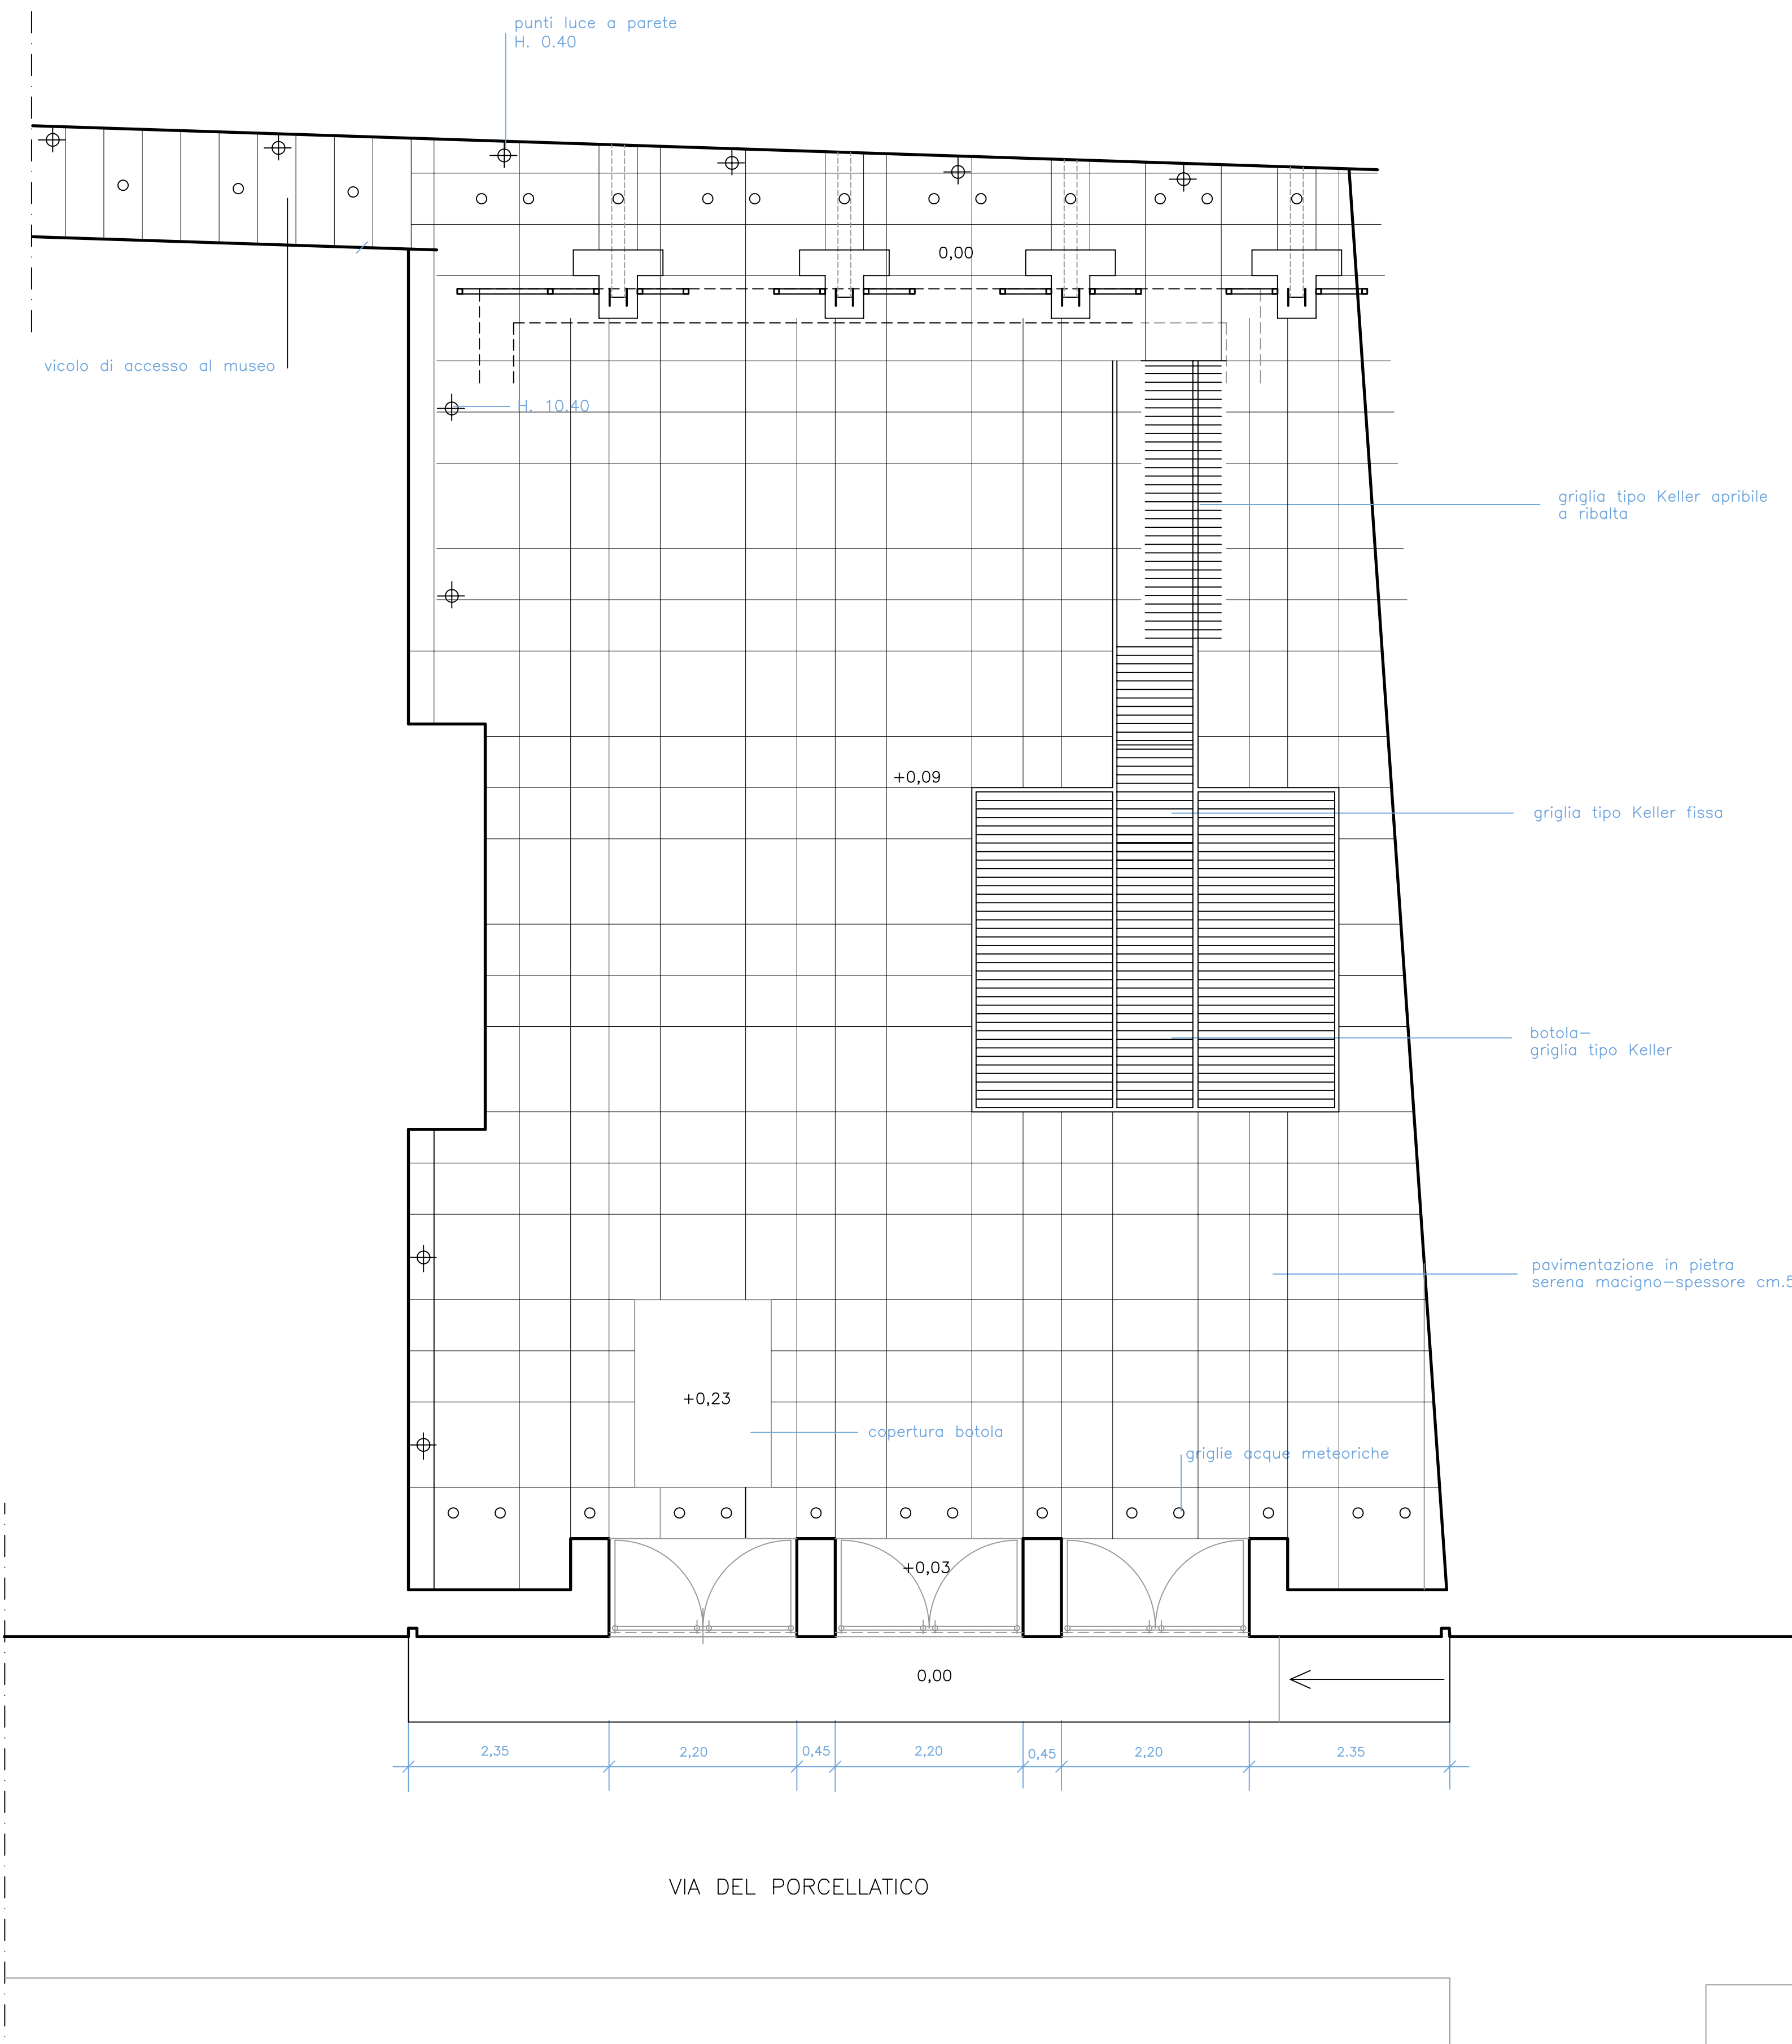 punti luce a parete
H. 0.40
0,00
vicolo di accesso al museo
H. 10.40
griglia tipo Keller apribile
a ribalta
+0,09
griglia tipo Keller fissa
botola-
griglia tipo Keller
pavimentazione in pietra
serena macigno-spessore cm.5
+0,23
copertura botola
griglie acque meteoriche
+0,03
0,00
2,35 2,20 0,45 2,20 0,45 2,20 2.35
VIA DEL PORCELLATICO